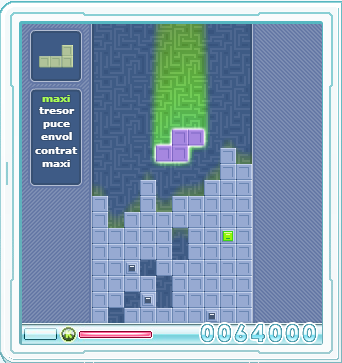 maxi
tresor
puce
envol
contrat
maxi
0064000